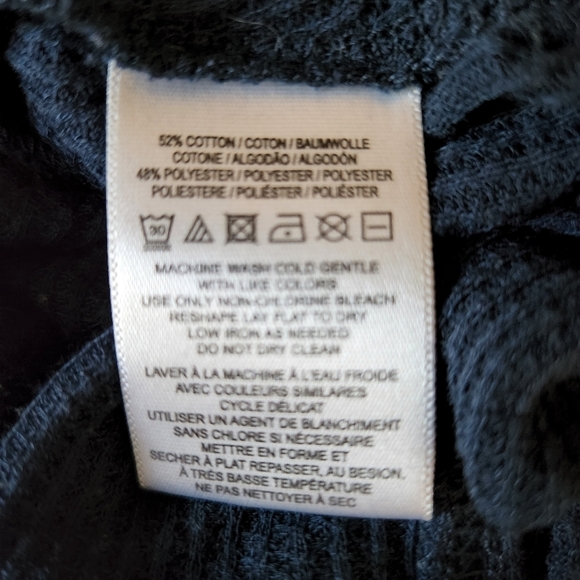 52% COTTON / COTON / BAUMWOLLE
COTONE / ALGODÃO / ALGODÓN
48% POLYESTER / POLYESTER / POLYESTER /
POLIESTERE / POLIÉSTER / POLIÉSTER
30
MACHINE WASH COLD GENTLE
WITH LIKE COLORS
USE ONLY NON-CHLORINE BLEACH
RESHAPE LAY FLAT TO DRY
LOW IRON AS NEEDED
DO NOT DRY CLEAN
LAVER À LA MACHINE À L'EAU FROIDE
AVEC COULEURS SIMILAIRES
CYCLE DÉLICAT
UTILISER UN AGENT DE BLANCHIMENT
SANS CHLORE SI NÉCESSAIRE
METTRE EN FORME ET
SECHER À PLAT REPASSER, AU BESION.
À TRÈS BASSE TEMPÉRATURE
NE PAS NETTOYER À SEC